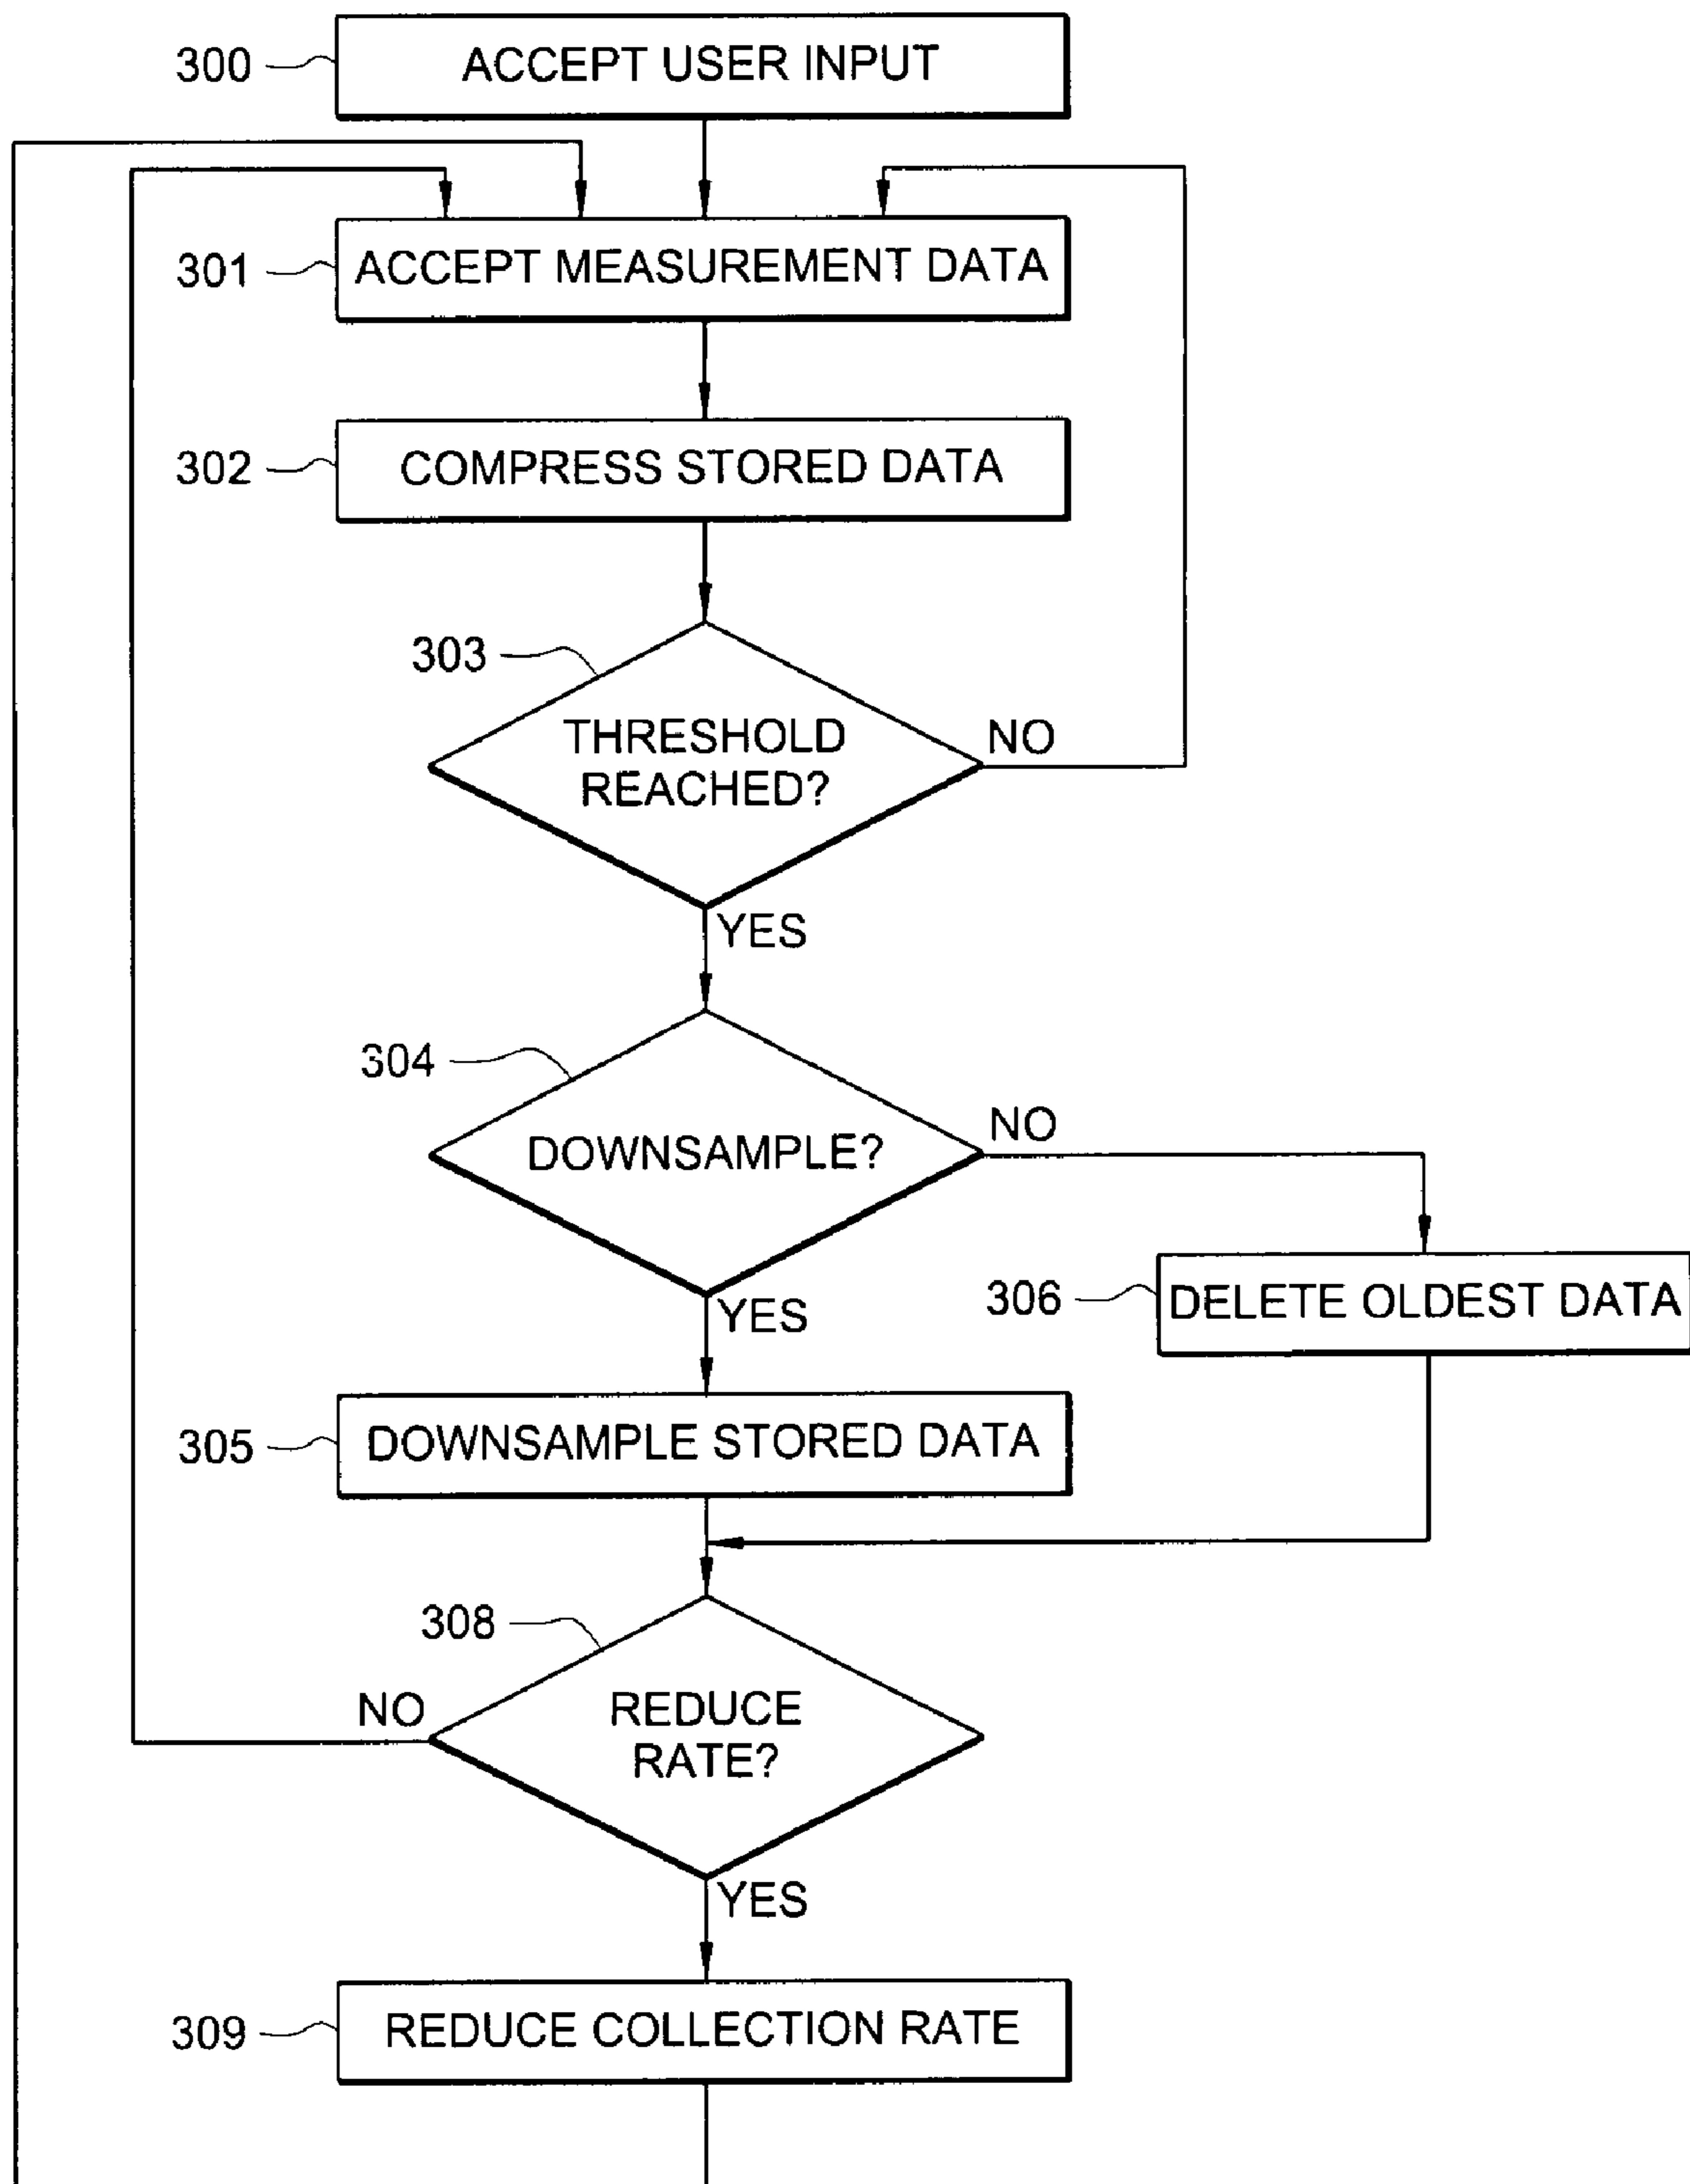 300
ACCEPT USER INPUT
301
ACCEPT MEASUREMENT DATA
302
COMPRESS STORED DATA
303
THRESHOLD
REACHED?
NO
YES
304
DOWNSAMPLE?
NO
YES
306
DELETE OLDEST DATA
305
DOWNSAMPLE STORED DATA
308
REDUCE
RATE?
NO
YES
309
REDUCE COLLECTION RATE